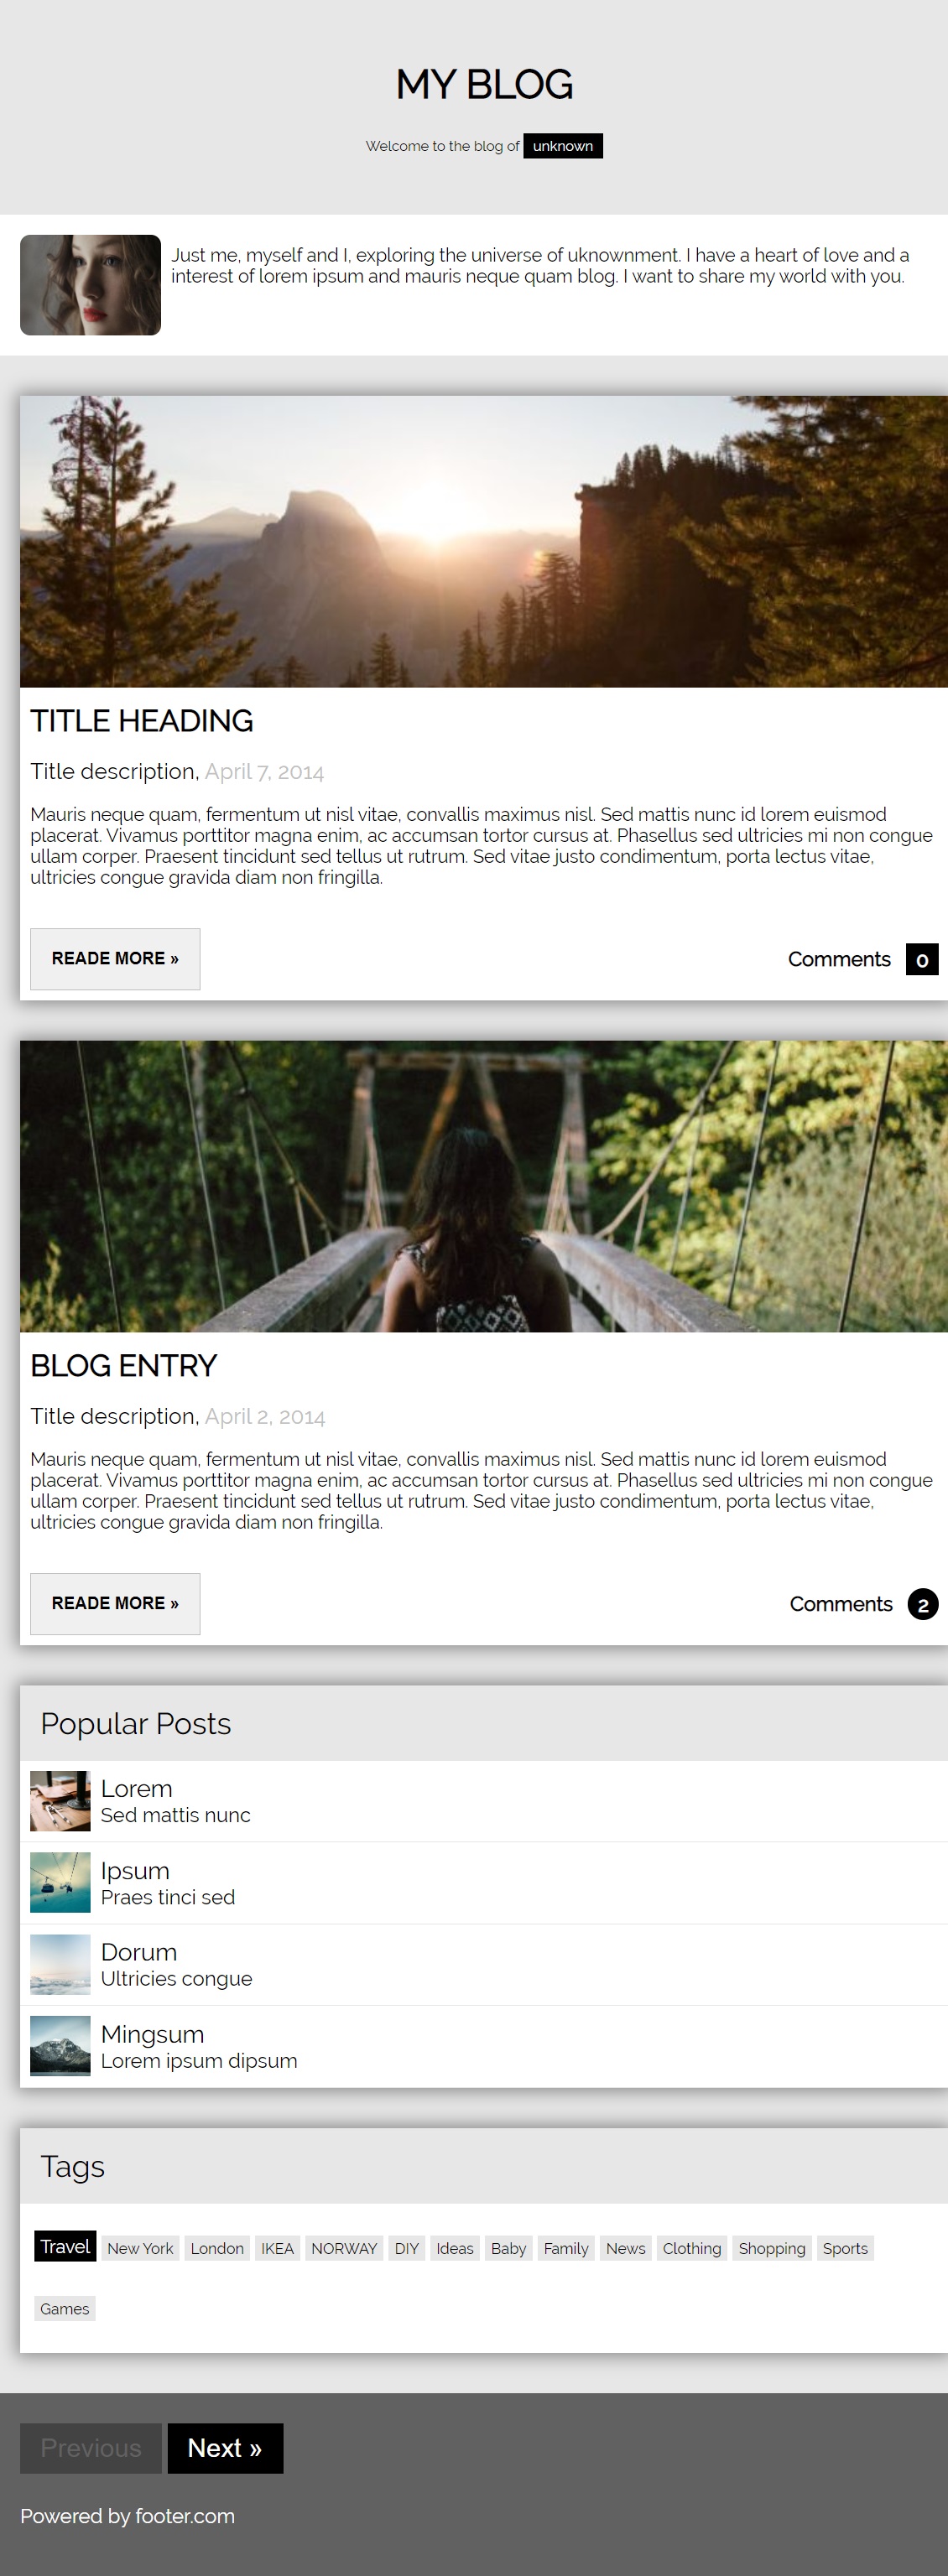 MY BLOG
Welcome to the blog of unknown
Just me, myself and I, exploring the universe of uknownment. I have a heart of love and a
interest of lorem ipsum and mauris neque quam blog. I want to share my world with you.
TITLE HEADING
Title description, April 7, 2014
Mauris neque quam, fermentum ut nisl vitae, convallis maximus nisl. Sed mattis nunc id lorem euismod
placerat. Vivamus porttitor magna enim, ac accumsan tortor cursus at. Phasellus sed ultricies mi non congue
ullam corper. Praesent tincidunt sed tellus ut rutrum. Sed vitae justo condimentum, porta lectus vitae,
ultricies congue gravida diam non fringilla.
READE MORE » Comments 0
BLOG ENTRY
Title description, April 2, 2014
Mauris neque quam, fermentum ut nisl vitae, convallis maximus nisl. Sed mattis nunc id lorem euismod
placerat. Vivamus porttitor magna enim, ac accumsan tortor cursus at. Phasellus sed ultricies mi non congue
ullam corper. Praesent tincidunt sed tellus ut rutrum. Sed vitae justo condimentum, porta lectus vitae,
ultricies congue gravida diam non fringilla.
READE MORE » Comments 2
Popular Posts
Lorem
Sed mattis nunc
Ipsum
Praes tinci sed
Dorum
Ultricies congue
Mingsum
Lorem ipsum dipsum
Tags
Travel New York London IKEA NORWAY DIY Ideas Baby Family News Clothing Shopping Sports
Games
Previous Next »
Powered by footer.com